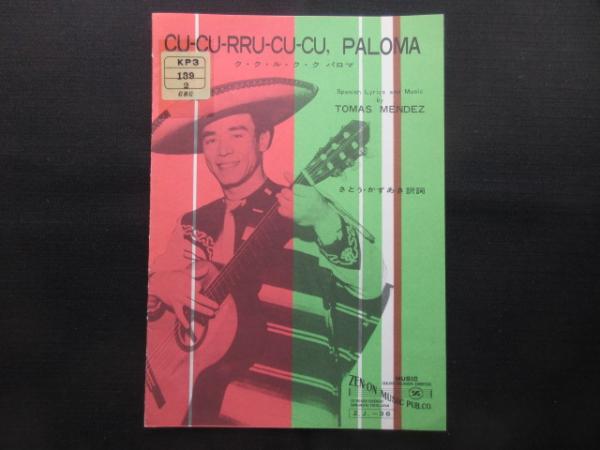 CU-CU-RRU-CU-CU, PALOMA
ク・ク・ル・ク・ク パロマ
KP3
139
2
Spanish Lyrics and Music
by
TOMAS MENDEZ
さとう・かずあき 訳詞
MUSIC
ZEN-ON MUSIC PUB.CO.
Z.J.-36